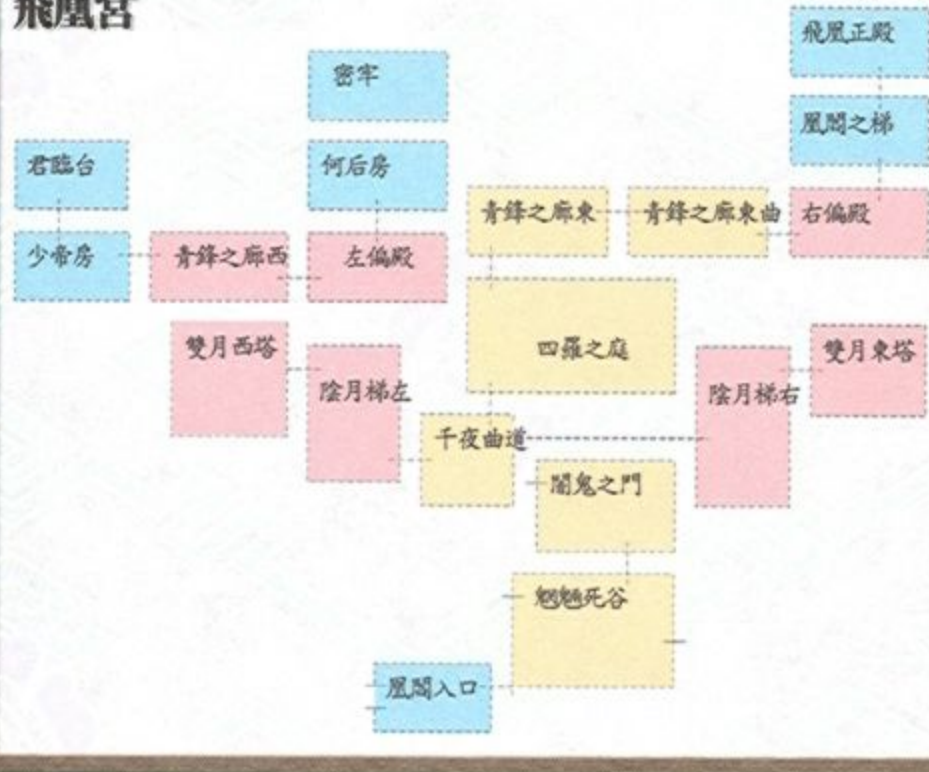 飛凰宮
飛凰正殿
密牢
凰閣之梯
君臨台
何后房
青鋒之廊東
青鋒之廊東曲
右偏殿
少帝房
青鋒之廊西
左偏殿
雙月西塔
四羅之庭
雙月東塔
陰月梯左
陰月梯右
千夜曲道
闇鬼之門
魍魎死谷
凰閣入口